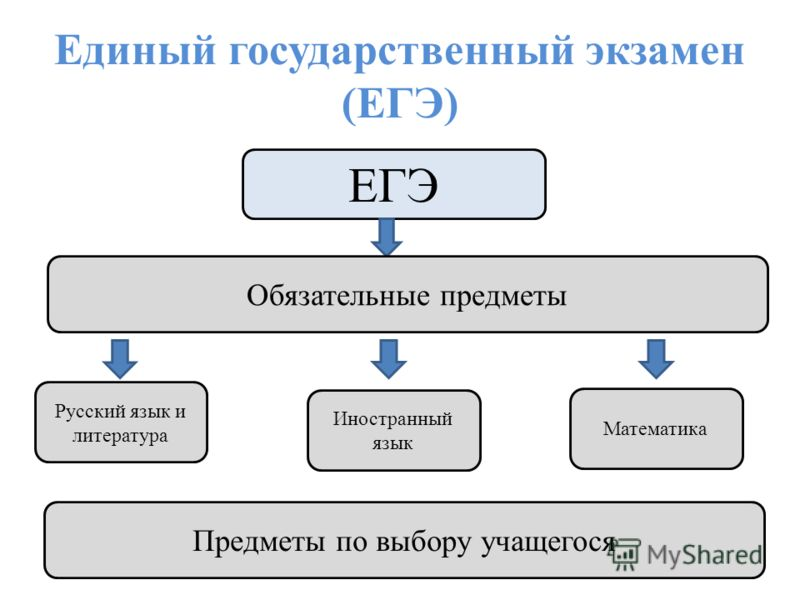 Единый государственный экзамен
(ЕГЭ)
ЕГЭ
Обязательные предметы
Русский язык и
литература
Иностранный
язык
Математика
Предметы по выбору учащегося
MyShared